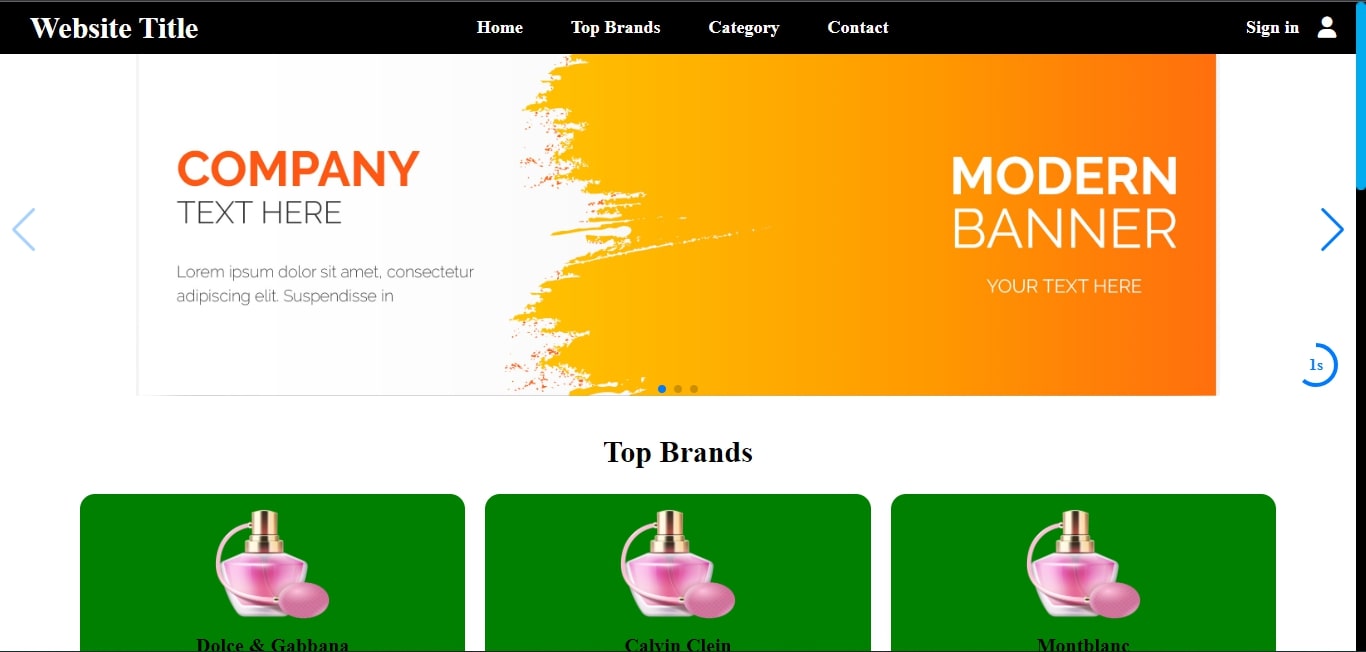 Website Title
Home
Top Brands
Category
Contact
Sign in
COMPANY
TEXT HERE
Lorem ipsum dolor sit amet, consectetur
adipiscing elit. Suspendisse in
MODERN
BANNER
YOUR TEXT HERE
1s
Top Brands
Dolce & Gabbana
Calvin Clein
Montblanc